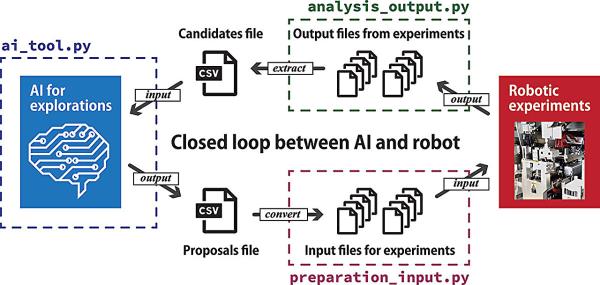 analysis_output.py
ai_tool.py
Candidates file
Output files from experiments
CSV
extract
AI for
explorations
input
output
Robotic
experiments
Closed loop between AI and robot
output
input
CSV
convert
Proposals file
Input files for experiments
preparation_input.py